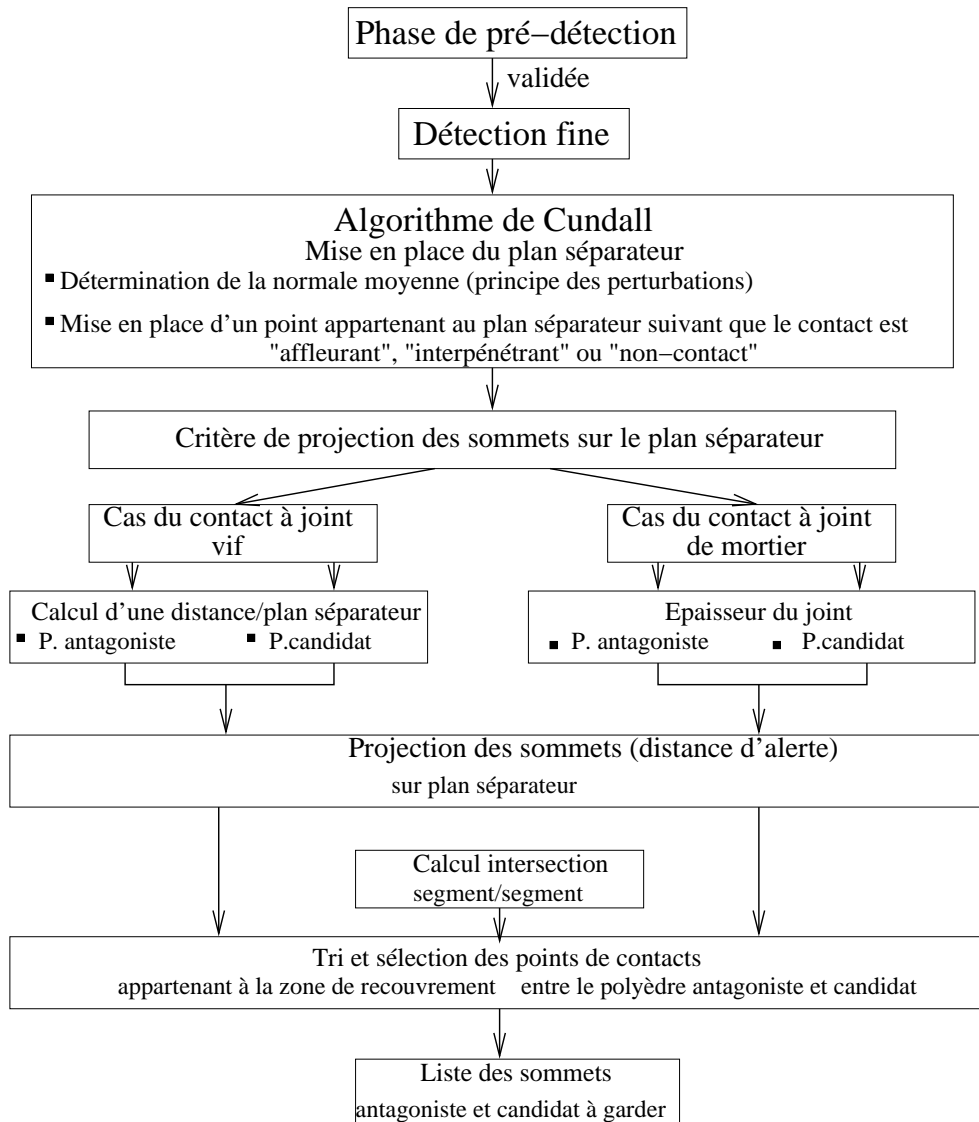 Phase de pré−détection
validée
Détection fine
Algorithme de Cundall
Mise en place du plan séparateur
▪ Détermination de la normale moyenne (principe des perturbations)
▪ Mise en place d'un point appartenant au plan séparateur suivant que le contact est
"affleurant", "interpénétrant" ou "non−contact"
Critère de projection des sommets sur le plan séparateur
Cas du contact à joint
vif
Cas du contact à joint
de mortier
Calcul d'une distance/plan séparateur
▪ P. antagoniste ▪ P.candidat
Epaisseur du joint
▪ P. antagoniste ▪ P.candidat
Projection des sommets (distance d'alerte)
sur plan séparateur
Calcul intersection
segment/segment
Tri et sélection des points de contacts
appartenant à la zone de recouvrement entre le polyèdre antagoniste et candidat
Liste des sommets
antagoniste et candidat à garder